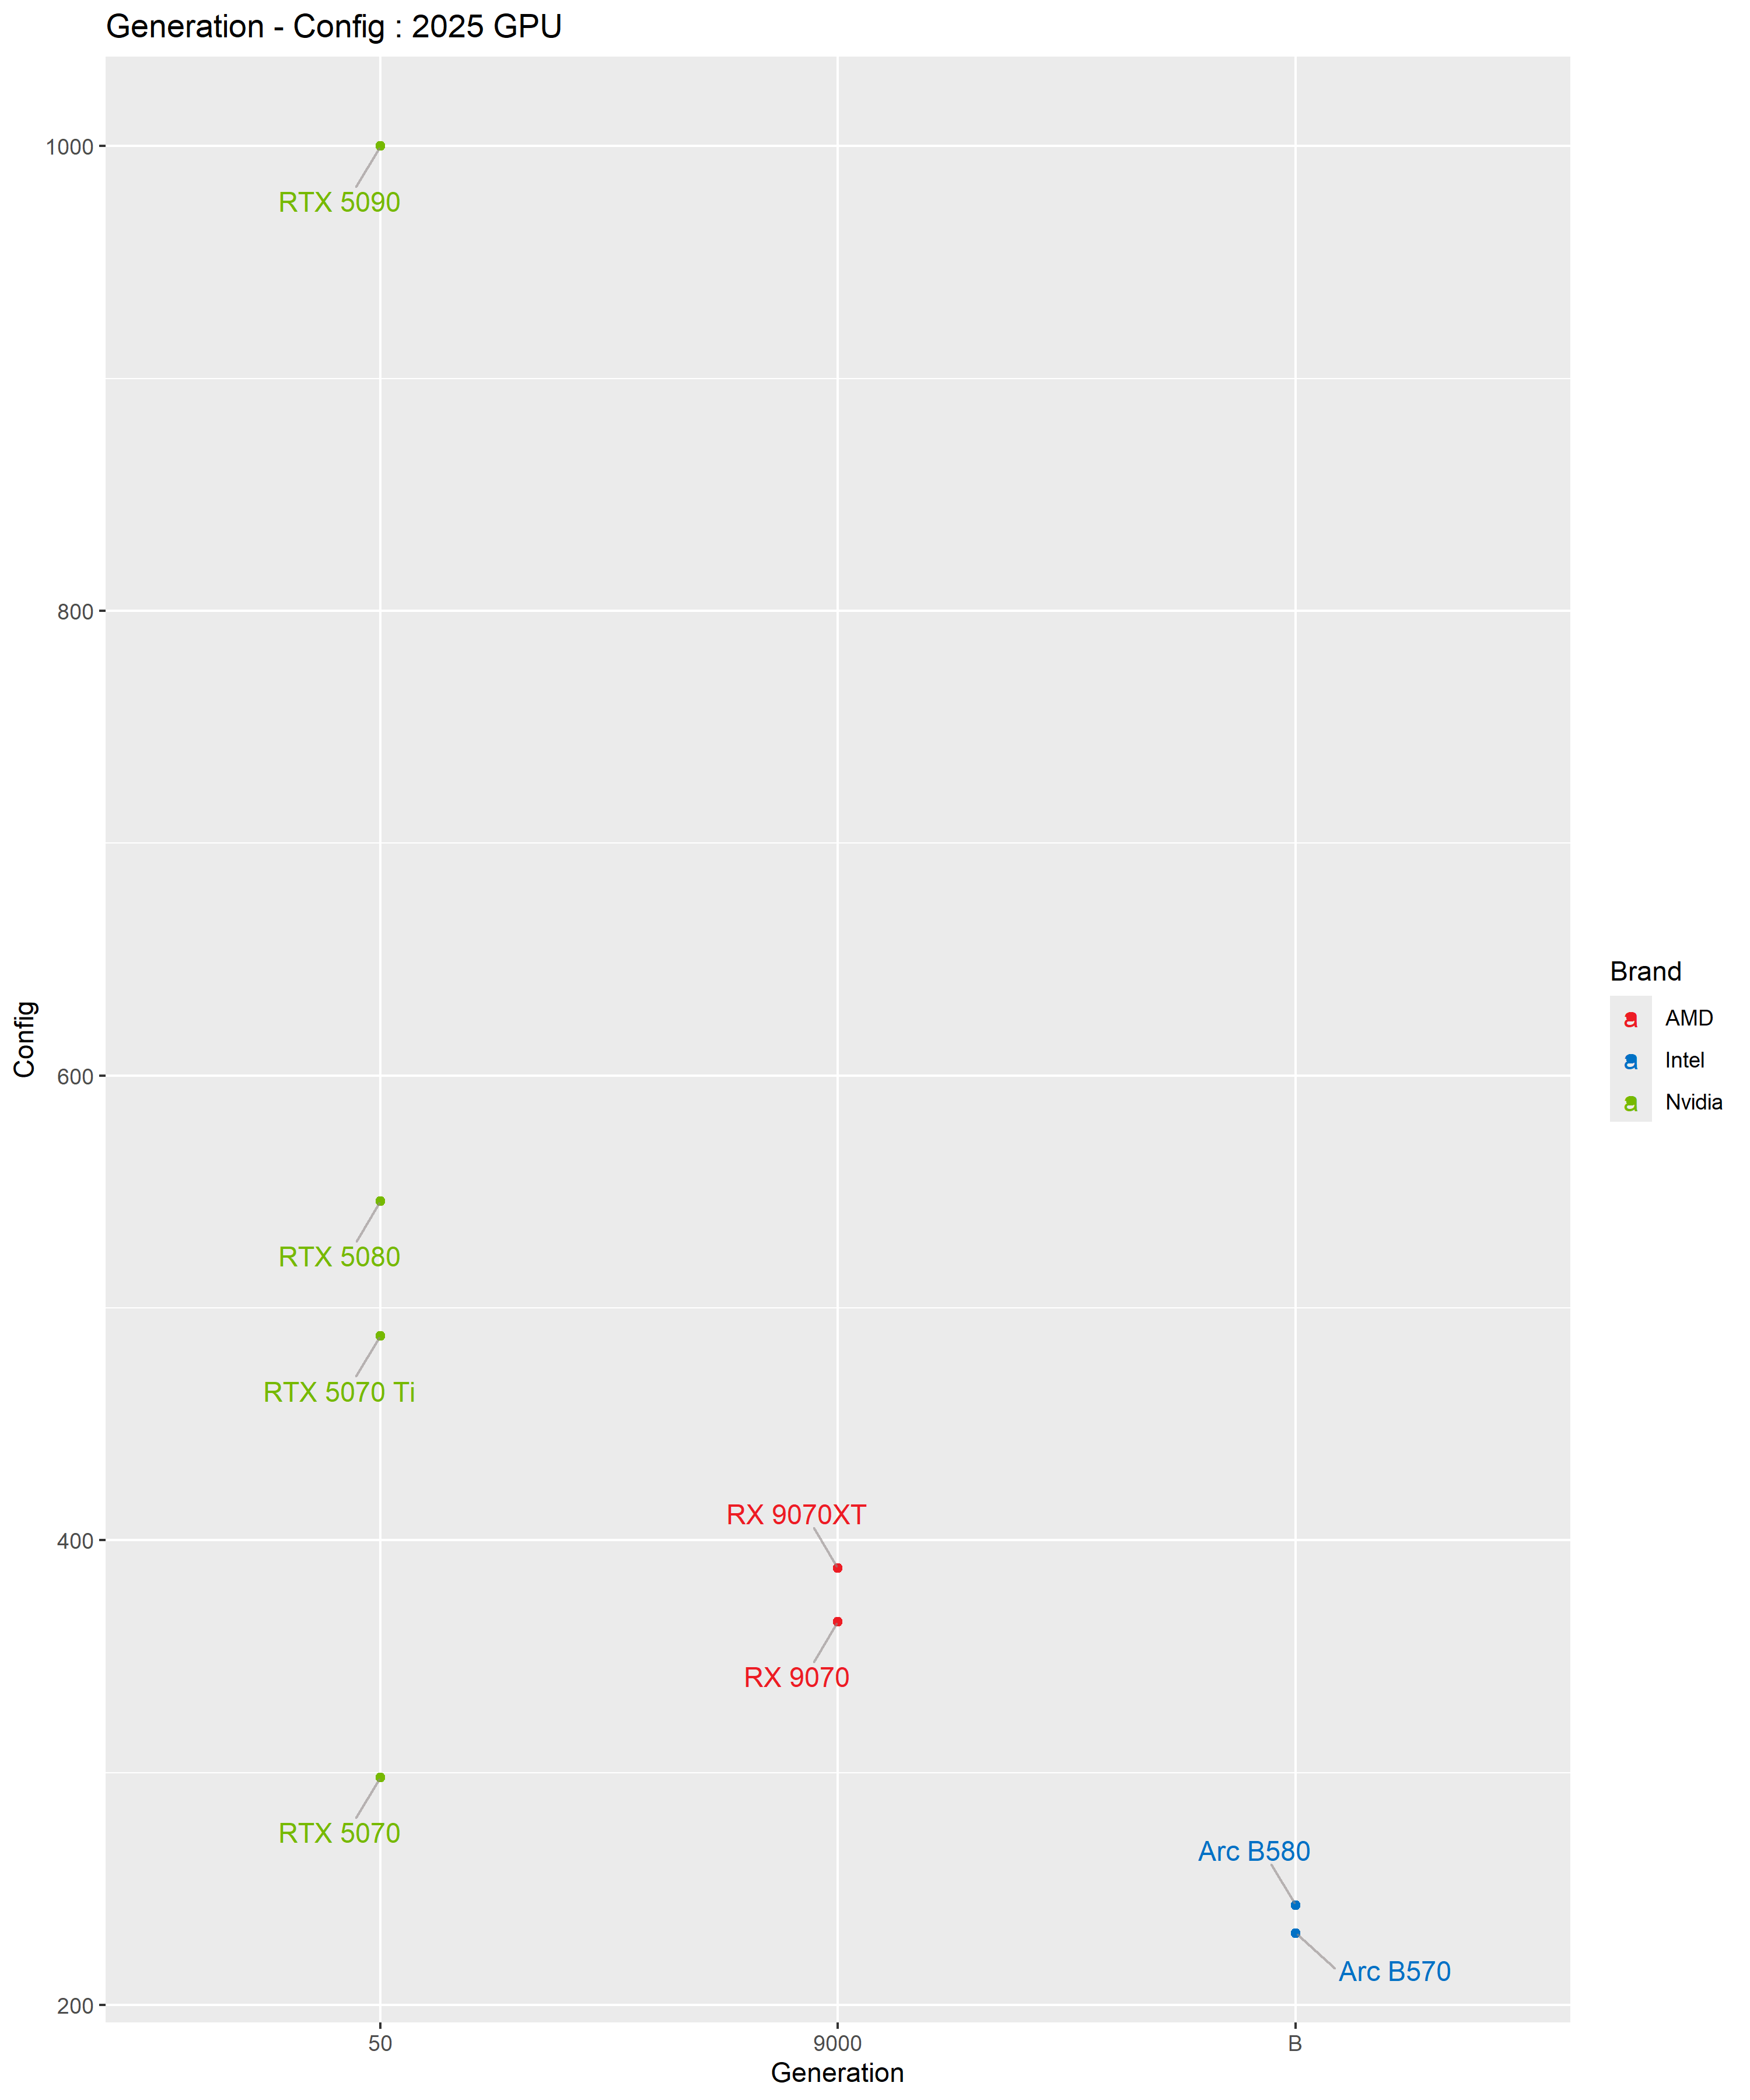 Generation - Config : 2025 GPU
1000
RTX 5090
800
Config
600
RTX 5080
RTX 5070 Ti
RX 9070XT
400
RX 9070
RTX 5070
Arc B580
Arc B570
200
50
9000
B
Generation
Brand
a AMD
a Intel
a Nvidia